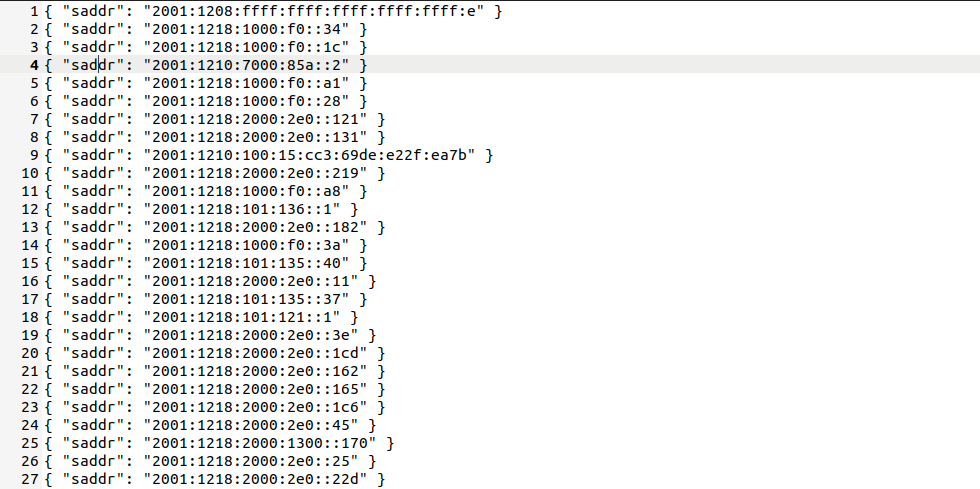 1 { "saddr": "2001:1208:ffff:ffff:ffff:ffff:ffff:e" }
2 { "saddr": "2001:1218:1000:f0::34" }
3 { "saddr": "2001:1218:1000:f0::1c" }
4 { "saddr": "2001:1210:7000:85a::2" }
5 { "saddr": "2001:1218:1000:f0::a1" }
6 { "saddr": "2001:1218:1000:f0::28" }
7 { "saddr": "2001:1218:2000:2e0::121" }
8 { "saddr": "2001:1218:2000:2e0::131" }
9 { "saddr": "2001:1210:100:15:cc3:69de:e22f:ea7b" }
10 { "saddr": "2001:1218:2000:2e0::219" }
11 { "saddr": "2001:1218:1000:f0::a8" }
12 { "saddr": "2001:1218:101:136::1" }
13 { "saddr": "2001:1218:2000:2e0::182" }
14 { "saddr": "2001:1218:1000:f0::3a" }
15 { "saddr": "2001:1218:101:135::40" }
16 { "saddr": "2001:1218:2000:2e0::11" }
17 { "saddr": "2001:1218:101:135::37" }
18 { "saddr": "2001:1218:101:121::1" }
19 { "saddr": "2001:1218:2000:2e0::3e" }
20 { "saddr": "2001:1218:2000:2e0::1cd" }
21 { "saddr": "2001:1218:2000:2e0::162" }
22 { "saddr": "2001:1218:2000:2e0::165" }
23 { "saddr": "2001:1218:2000:2e0::1c6" }
24 { "saddr": "2001:1218:2000:2e0::45" }
25 { "saddr": "2001:1218:2000:1300::170" }
26 { "saddr": "2001:1218:2000:2e0::25" }
27 { "saddr": "2001:1218:2000:2e0::22d" }